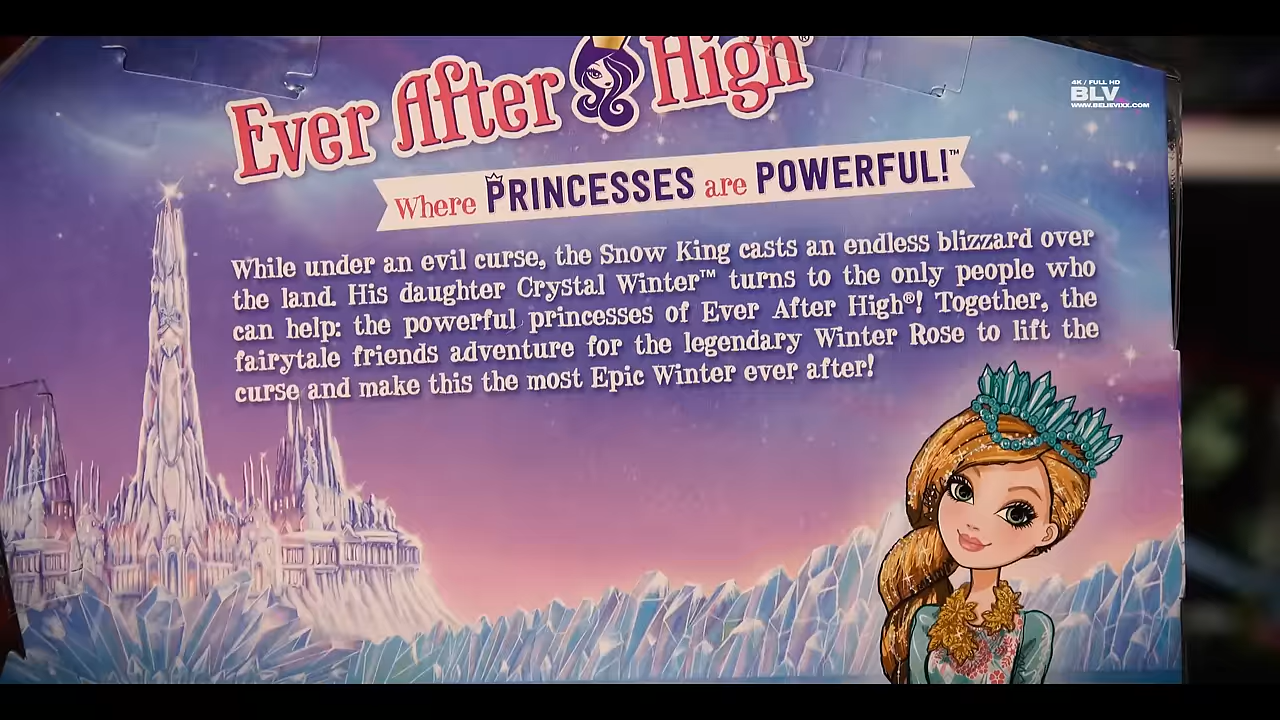 Ever After High®
Where PRINCESSES are POWERFUL!™
While under an evil curse, the Snow King casts an endless blizzard over
the land. His daughter Crystal Winter™ turns to the only people who
can help: the powerful princesses of Ever After High®! Together, the
fairytale friends adventure for the legendary Winter Rose to lift the
curse and make this the most Epic Winter ever after!
4K / FULL HD
BLV
WWW.BELIEVIXX.COM